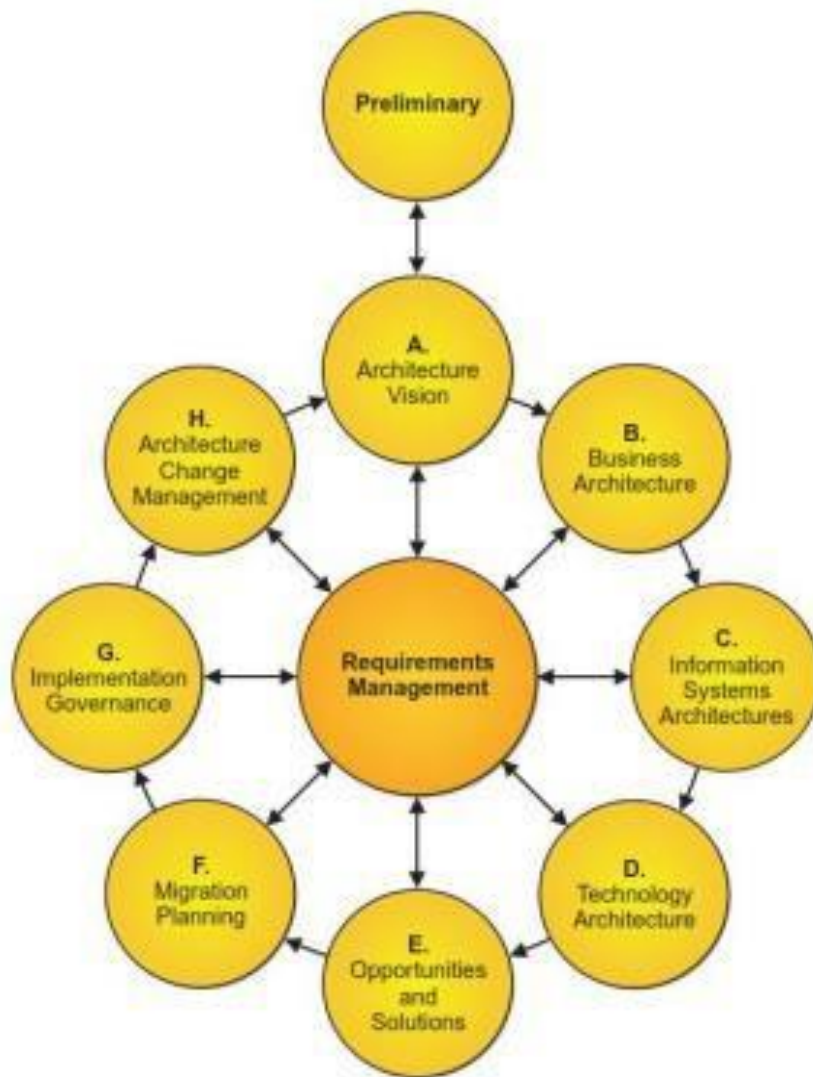 Preliminary
A.
Architecture
Vision
B.
Business
Architecture
C.
Information
Systems
Architectures
D.
Technology
Architecture
E.
Opportunities
and
Solutions
F.
Migration
Planning
G.
Implementation
Governance
H.
Architecture
Change
Management
Requirements
Management